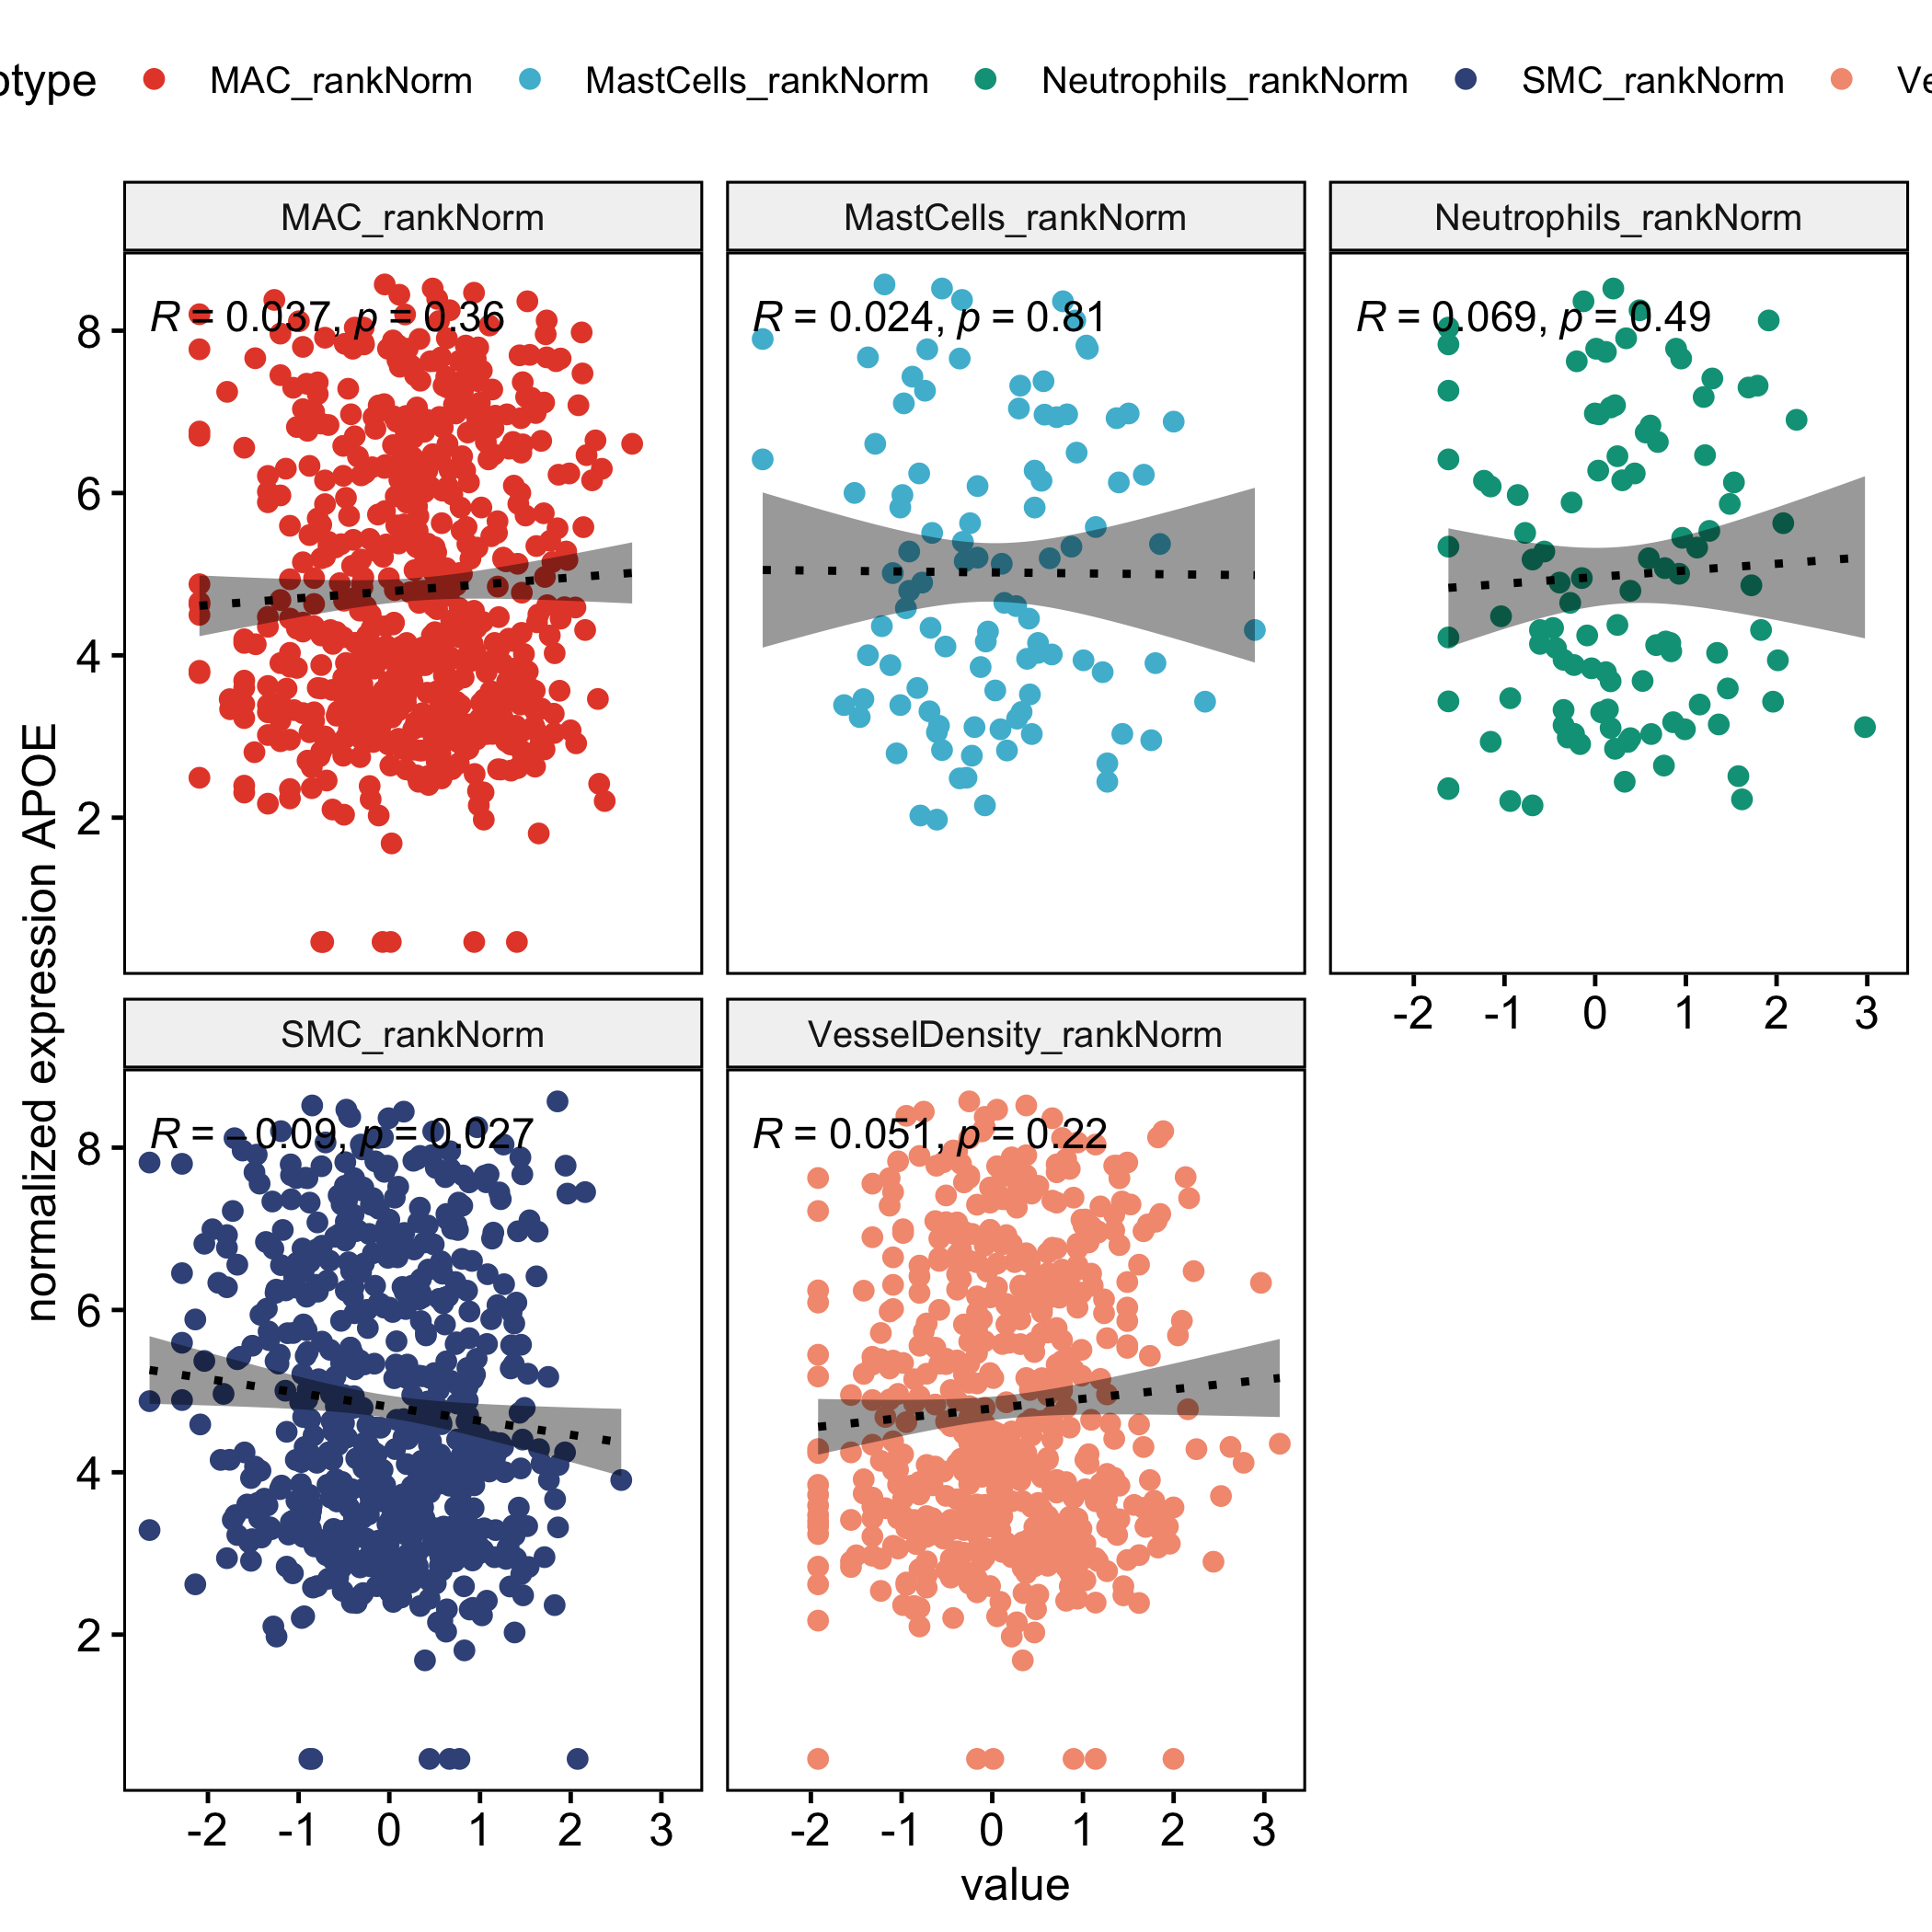 otype MAC_rankNorm MastCells_rankNorm Neutrophils_rankNorm SMC_rankNorm Ve
MAC_rankNorm MastCells_rankNorm Neutrophils_rankNorm
R = 0.037, p = 0.36 R = 0.024, p = 0.81 R = 0.069, p = 0.49
8
6
4
2
-2 -1 0 1 2 3
normalized expression APOE
SMC_rankNorm VesselDensity_rankNorm
R = −0.09, p = 0.027 R = 0.051, p = 0.22
8
6
4
2
-2 -1 0 1 2 3 -2 -1 0 1 2 3
value